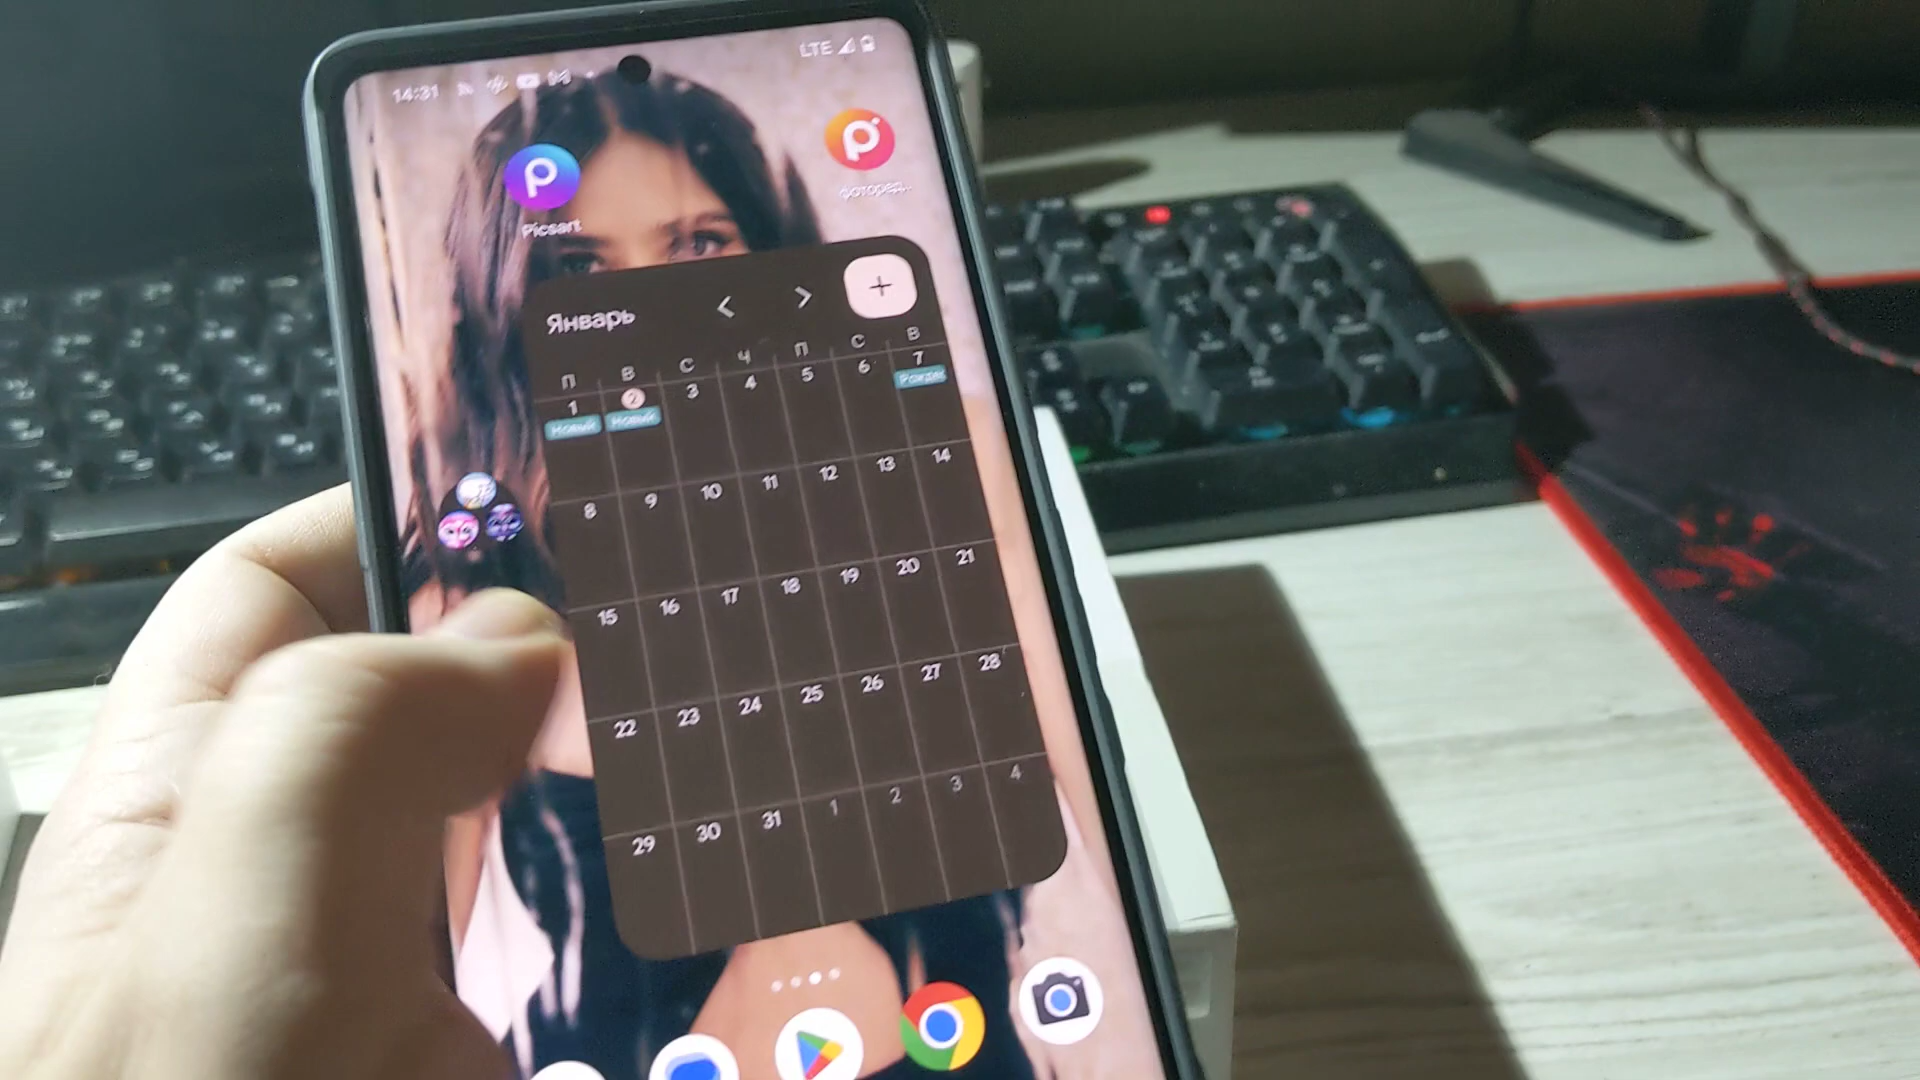 14:31 LTE
Picsart
фоторед...
Январь
П В С Ч П С В
1 2 3 4 5 6 7
Новый Новый Рождес
8 9 10 11 12 13 14
15 16 17 18 19 20 21
22 23 24 25 26 27 28
29 30 31 1 2 3 4